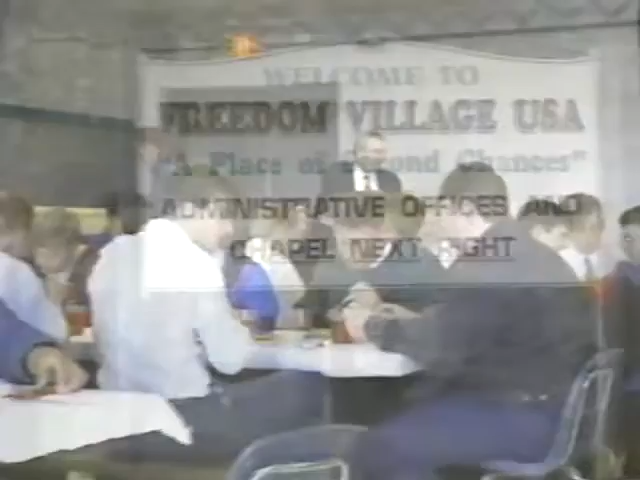 WELCOME TO
FREEDOM VILLAGE USA
"A Place of Second Chances"
ADMINISTRATIVE OFFICES AND
CHAPEL NEXT RIGHT